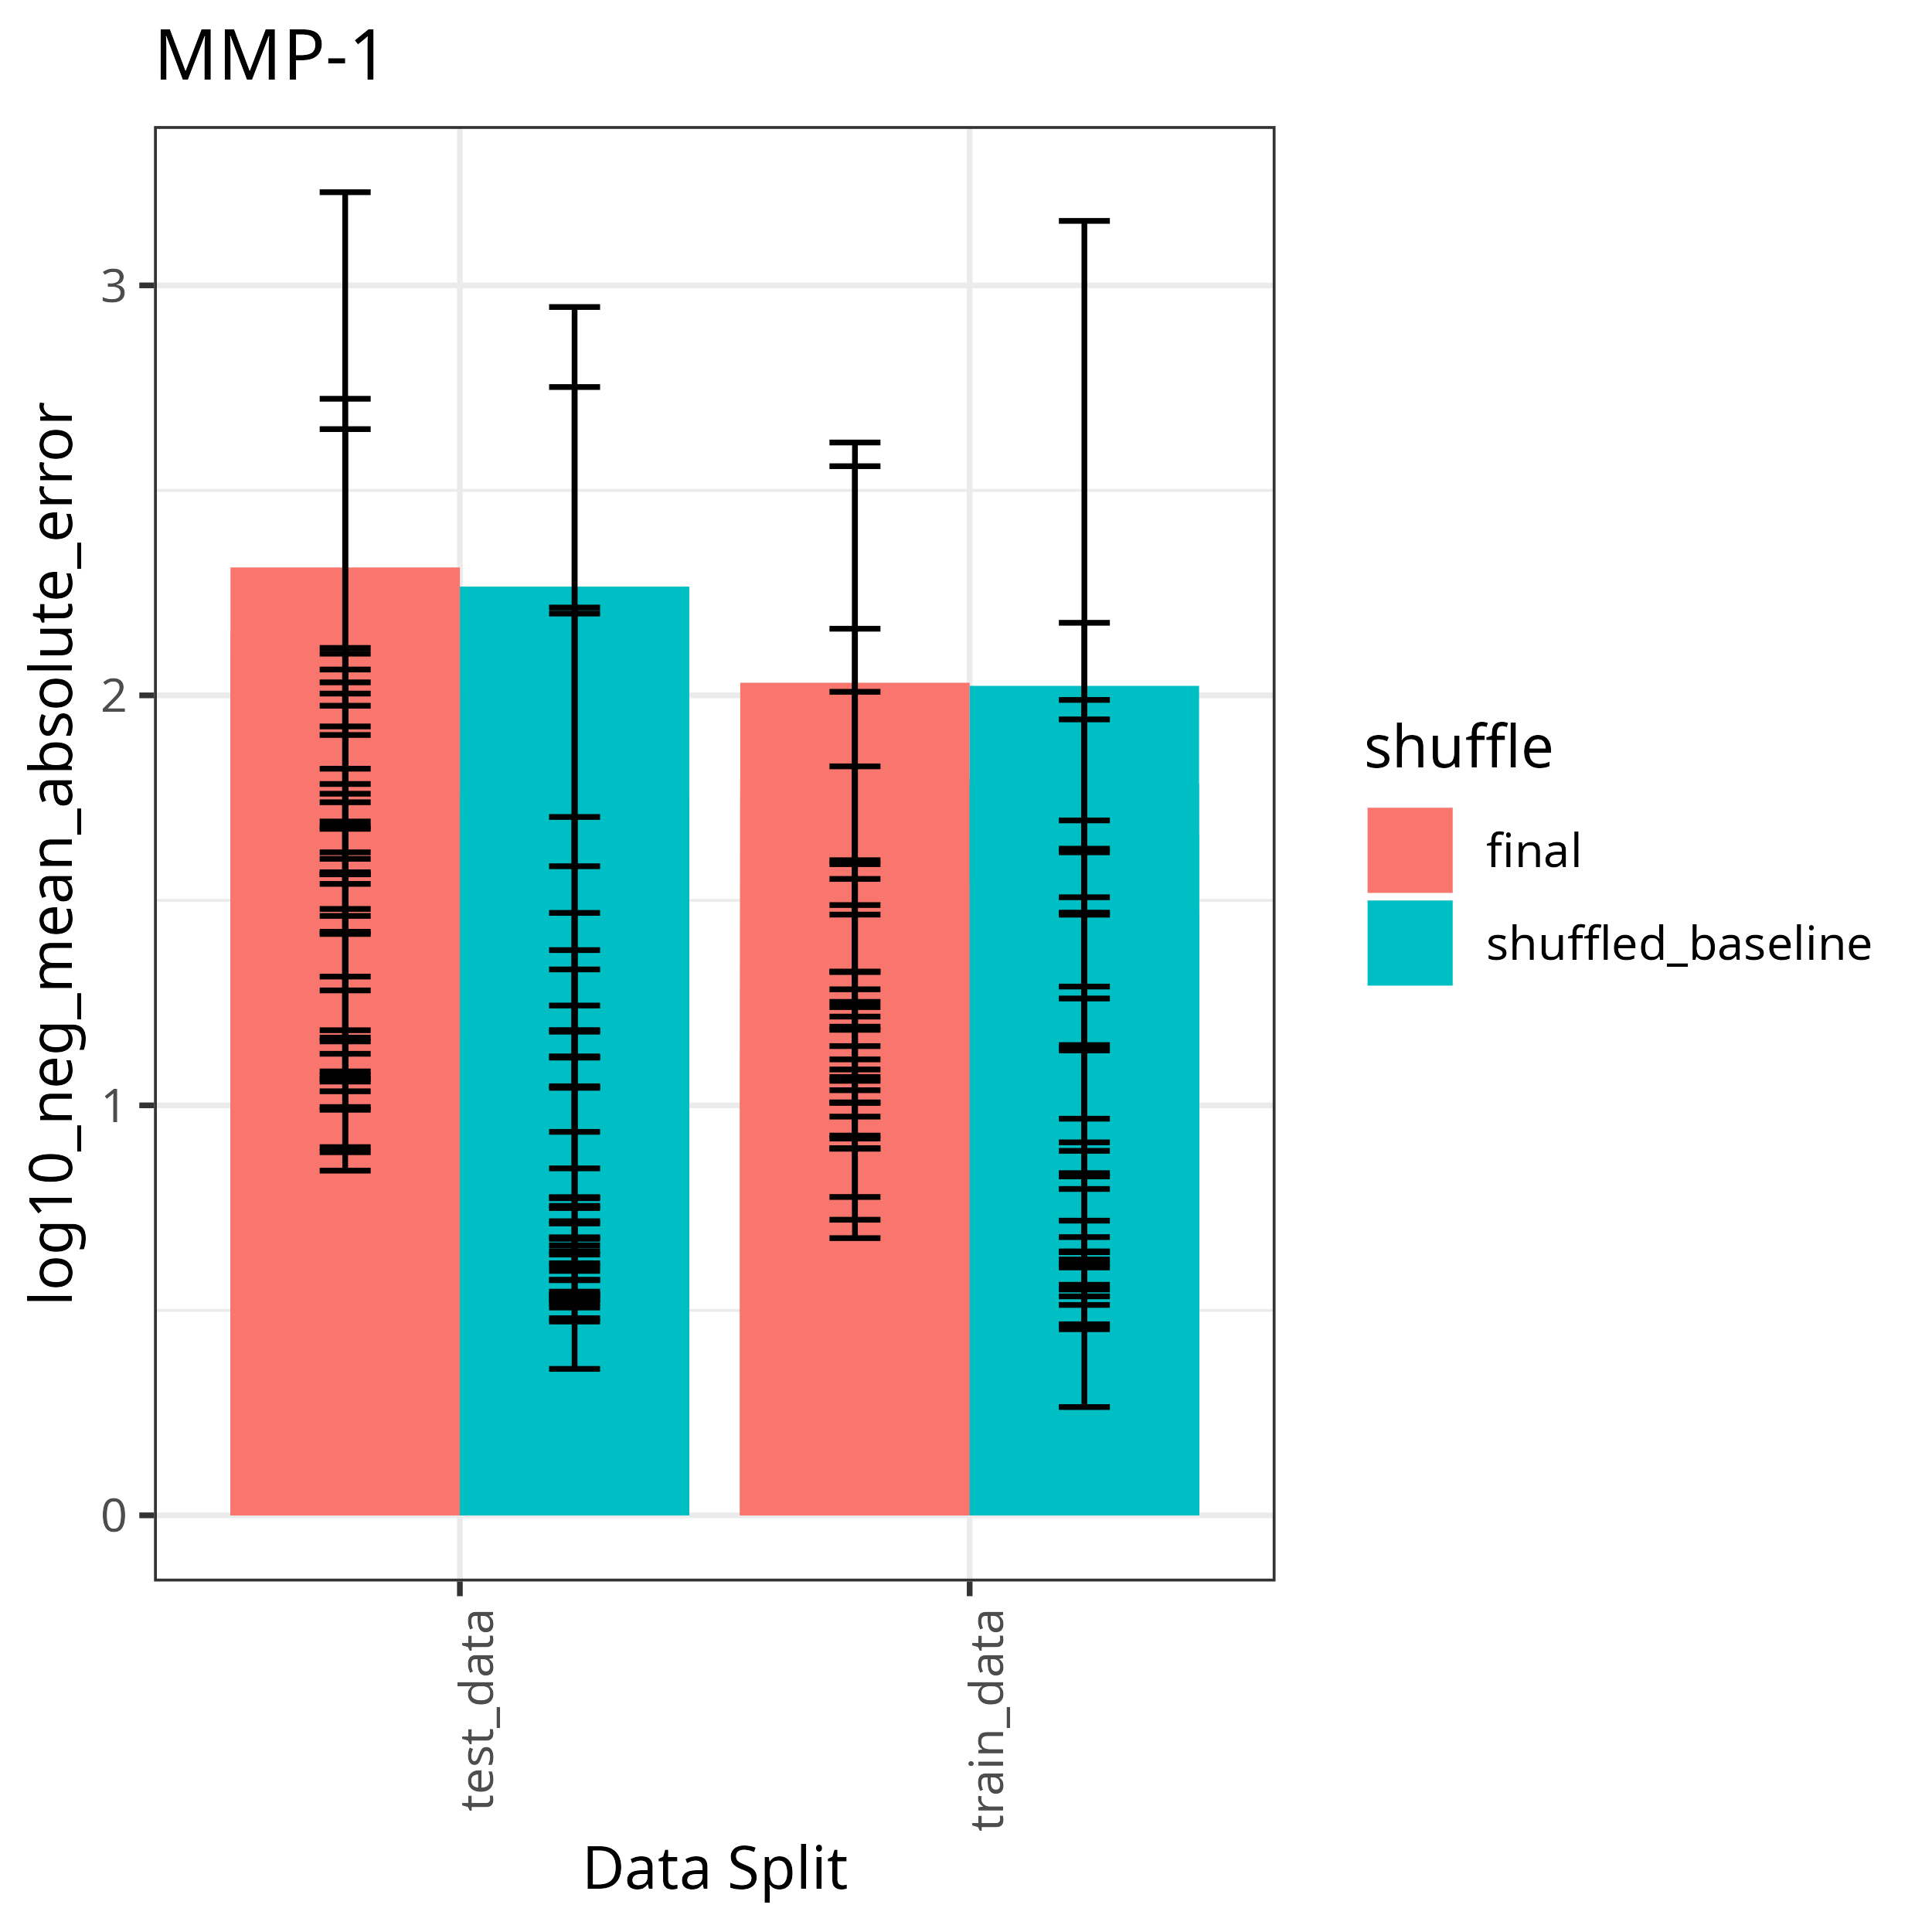 MMP-1
log10_neg_mean_absolute_error
3
2
1
0
test_data
train_data
Data Split
shuffle
final
shuffled_baseline